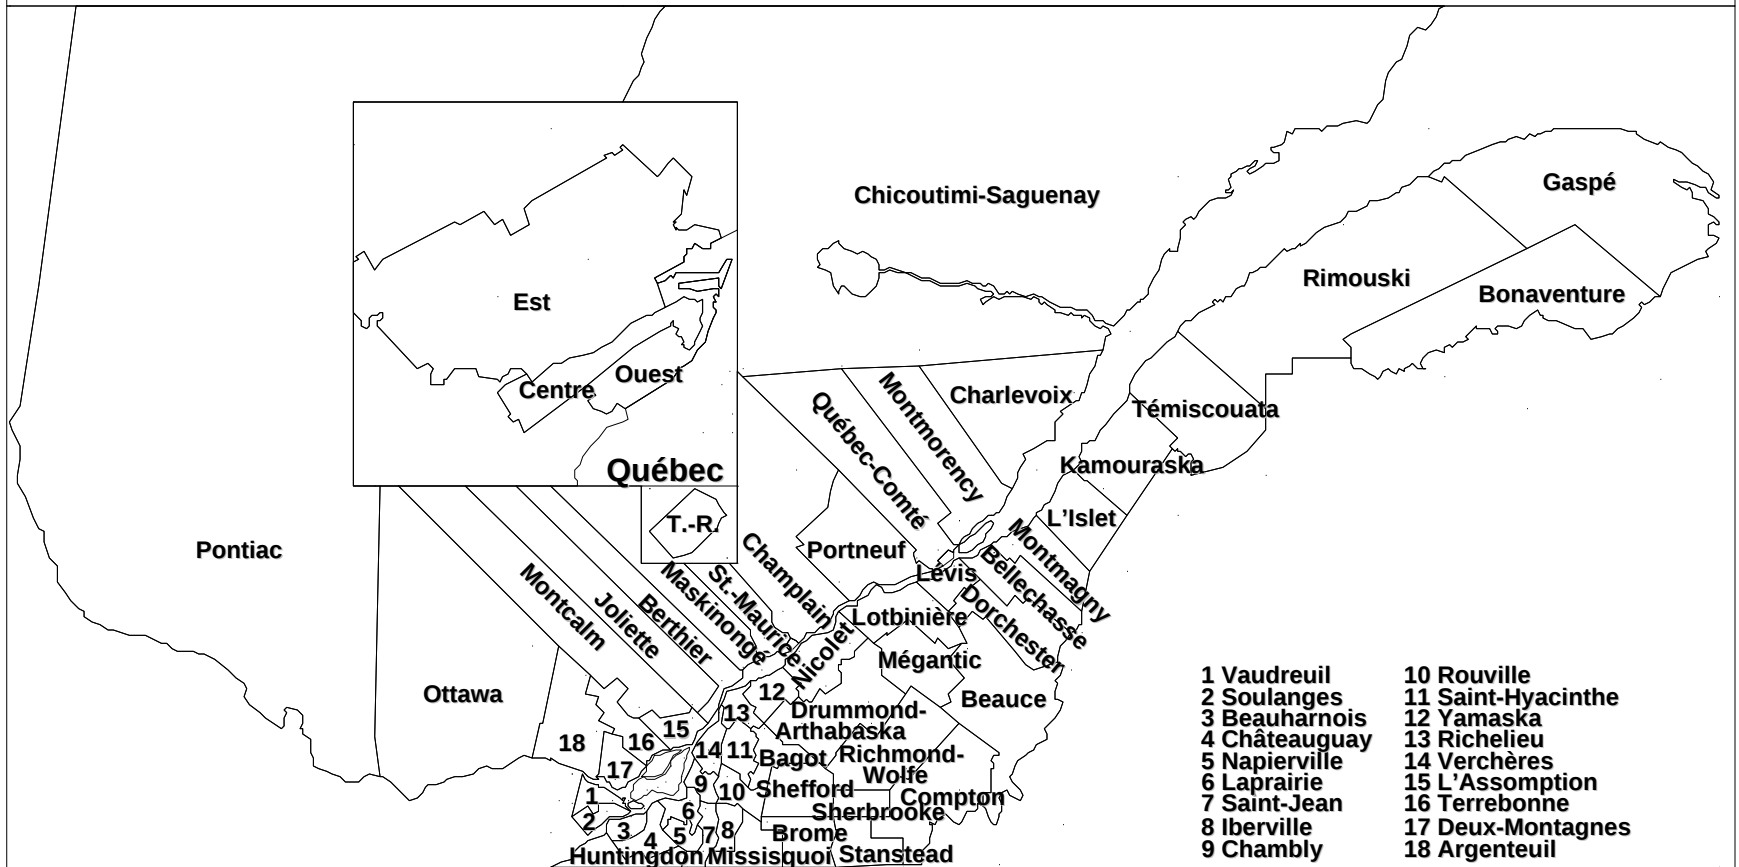 Chicoutimi-Saguenay
Gaspé
Rimouski
Bonaventure
Est
Ouest
Centre
Québec
T.-R.
Charlevoix
Montmorency
Québec-Comté
Témiscouata
Kamouraska
L’Islet
Montmagny
Bellechasse
Dorchester
Lévis
Portneuf
Champlain
St.-Maurice
Maskinongé
Berthier
Joliette
Montcalm
Pontiac
Ottawa
Lotbinière
Nicolet
Mégantic
Beauce
Drummond-
Arthabaska
Richmond-
Wolfe
Bagot
Shefford
Compton
Sherbrooke
Brome
Stanstead
Missisquoi
Huntingdon
12
13
15
16
18
14
11
17
9
10
1
6
2
3
4
5
7
8
1 Vaudreuil
2 Soulanges
3 Beauharnois
4 Châteauguay
5 Napierville
6 Laprairie
7 Saint-Jean
8 Iberville
9 Chambly
10 Rouville
11 Saint-Hyacinthe
12 Yamaska
13 Richelieu
14 Verchères
15 L’Assomption
16 Terrebonne
17 Deux-Montagnes
18 Argenteuil